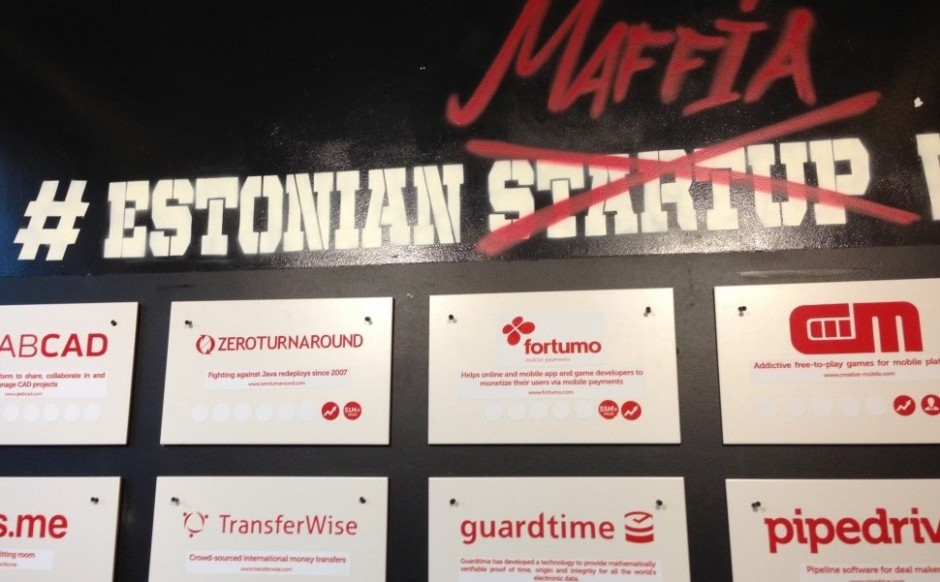 MAFFIA
# ESTONIAN STARTUP
ABCAD
form to share, collaborate in and
manage CAD projects
www.grabcad.com
ZEROTURNAROUND
Fighting against Java redeploys since 2007
www.zeroturnaround.com
$1M+
fortumo
mobile payments
Helps online and mobile app and game developers to
monetize their users via mobile payments
www.fortumo.com
$5M+
CM
Addictive free-to-play games for mobile plat
www.creative-mobile.com
s.me
fitting room
TransferWise
Crowd-sourced international money transfers
www.transferwise.com
guardtime
Guardtime has developed a technology to provide mathematically
verifiable proof of time, origin and integrity for all the world's
electronic data.
pipedriv
Pipeline software for deal makers